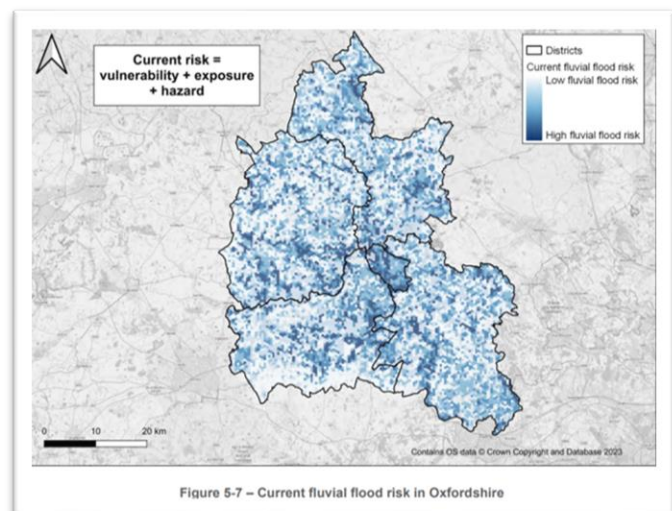 Current risk =
vulnerability + exposure
+ hazard
Districts
Current fluvial flood risk
Low fluvial flood risk
High fluvial flood risk
0 10 20 km
Contains OS data © Crown Copyright and Database 2023
Figure 5-7 – Current fluvial flood risk in Oxfordshire